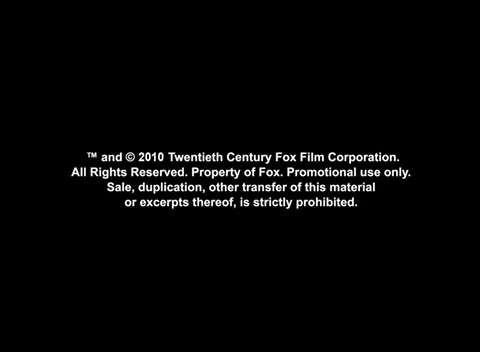 ™ and © 2010 Twentieth Century Fox Film Corporation.
All Rights Reserved. Property of Fox. Promotional use only.
Sale, duplication, other transfer of this material
or excerpts thereof, is strictly prohibited.